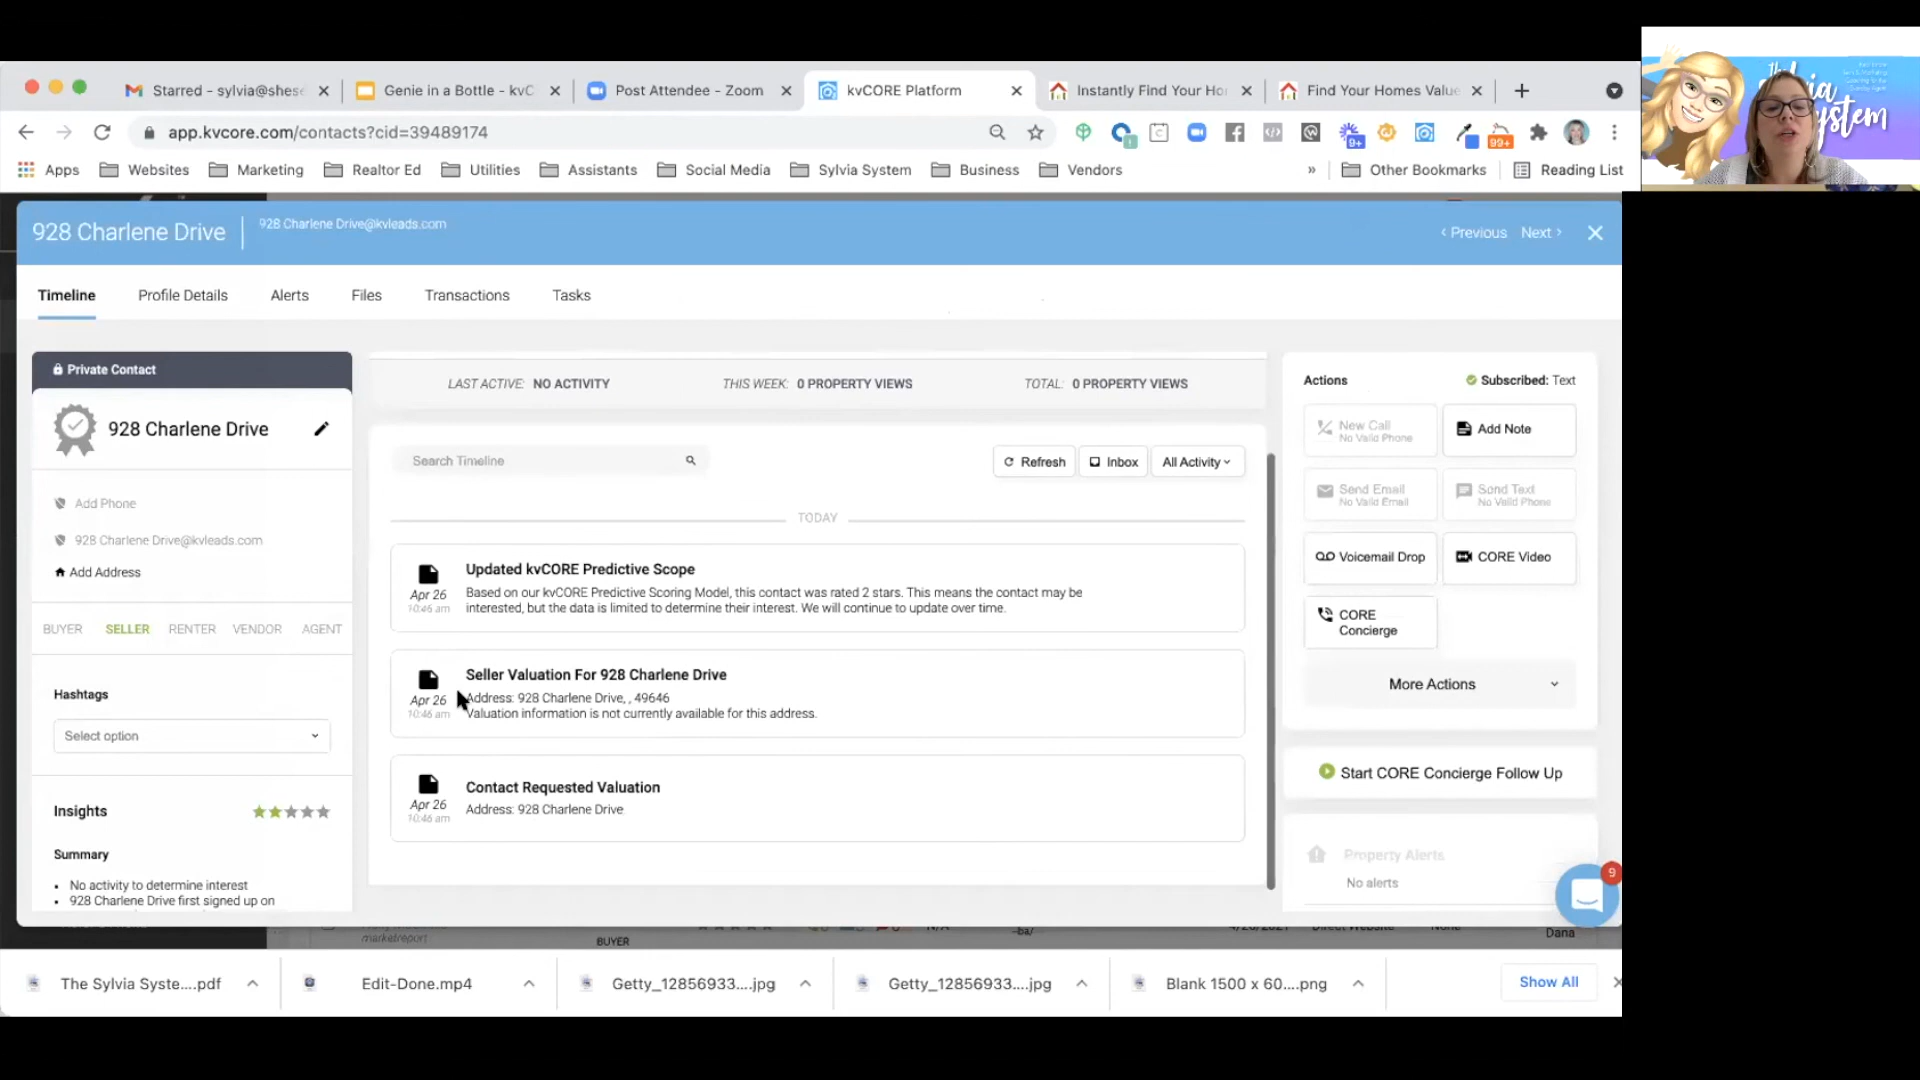 Starred - sylvia@shes
Genie in a Bottle - kvC
Post Attendee - Zoom
kvCORE Platform
Instantly Find Your Ho
Find Your Homes Value
app.kvcore.com/contacts?cid=39489174
9+
99+
Apps
Websites
Marketing
Realtor Ed
Utilities
Assistants
Social Media
Sylvia System
Business
Vendors
»
Other Bookmarks
Reading List
928 Charlene Drive
928 Charlene Drive@kvleads.com
‹ Previous
Next ›
Timeline
Profile Details
Alerts
Files
Transactions
Tasks
Private Contact
928 Charlene Drive
Add Phone
928 Charlene Drive@kvleads.com
Add Address
BUYER
SELLER
RENTER
VENDOR
AGENT
Hashtags
Select option
Insights
Summary
• No activity to determine interest
• 928 Charlene Drive first signed up on
LAST ACTIVE: NO ACTIVITY
THIS WEEK: 0 PROPERTY VIEWS
TOTAL: 0 PROPERTY VIEWS
Search Timeline
Refresh
Inbox
All Activity
TODAY
Updated kvCORE Predictive Scope
Apr 26
10:46 am
Based on our kvCORE Predictive Scoring Model, this contact was rated 2 stars. This means the contact may be
interested, but the data is limited to determine their interest. We will continue to update over time.
Seller Valuation For 928 Charlene Drive
Apr 26
10:46 am
Address: 928 Charlene Drive, , 49646
Valuation information is not currently available for this address.
Contact Requested Valuation
Apr 26
10:46 am
Address: 928 Charlene Drive
Actions
Subscribed: Text
New Call
No Valid Phone
Add Note
Send Email
No Valid Email
Send Text
No Valid Phone
Voicemail Drop
CORE Video
CORE
Concierge
More Actions
Start CORE Concierge Follow Up
Property Alerts
No alerts
9
marketreport
BUYER
N/A
4/26/2021
Direct Website
None
Dana
The Sylvia Syste....pdf
Edit-Done.mp4
Getty_12856933....jpg
Getty_12856933....jpg
Blank 1500 x 60....png
Show All